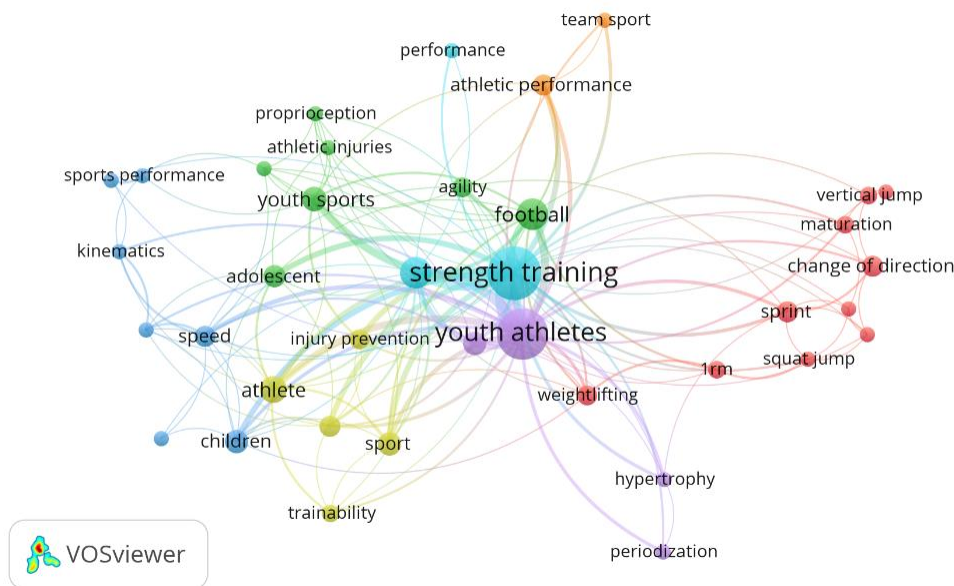 team sport
performance
athletic performance
proprioception
athletic injuries
sports performance
agility
vertical jump
youth sports
football
maturation
kinematics
change of direction
adolescent
strength training
sprint
speed
injury prevention
youth athletes
squat jump
1rm
athlete
weightlifting
children
sport
hypertrophy
trainability
periodization
VOSviewer